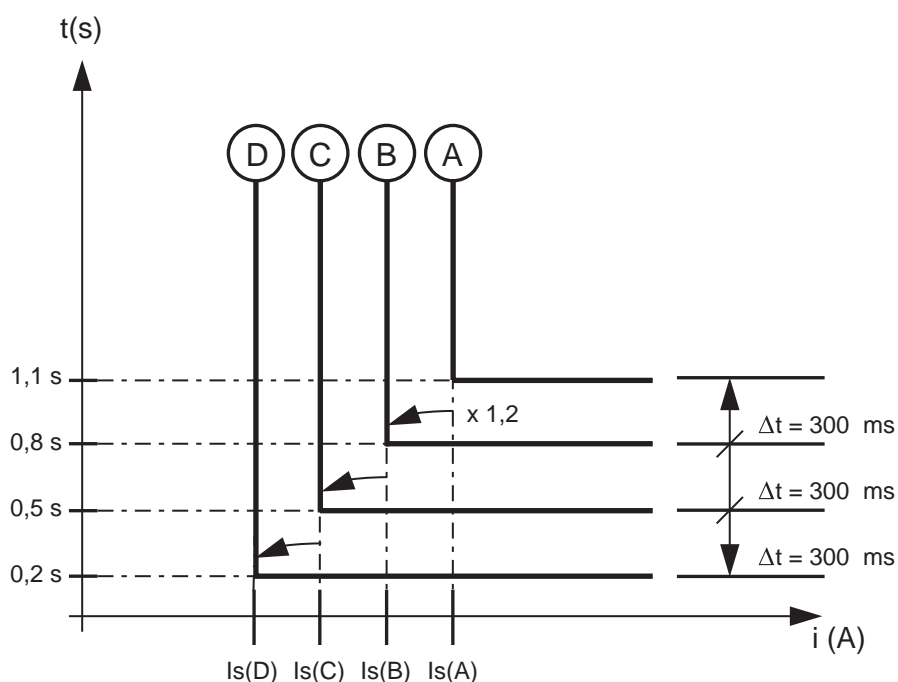 t(s)
D C B A
1,1 s
x 1,2
Δt = 300 ms
0,8 s
Δt = 300 ms
0,5 s
Δt = 300 ms
0,2 s
i (A)
Is(D) Is(C) Is(B) Is(A)